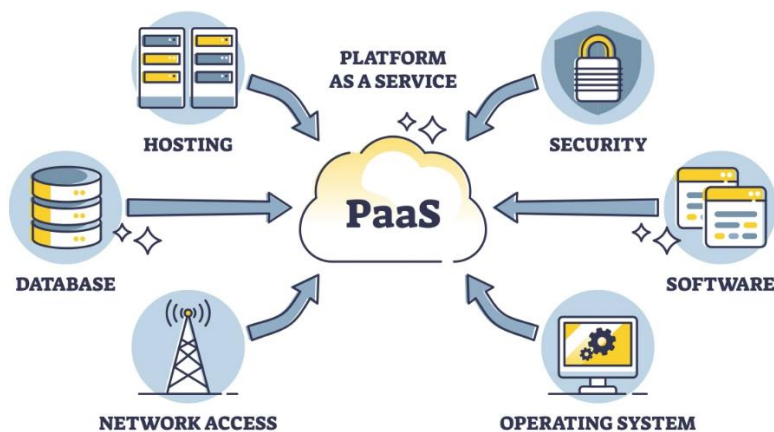 PLATFORM
AS A SERVICE
HOSTING
SECURITY
PaaS
DATABASE
SOFTWARE
NETWORK ACCESS
OPERATING SYSTEM